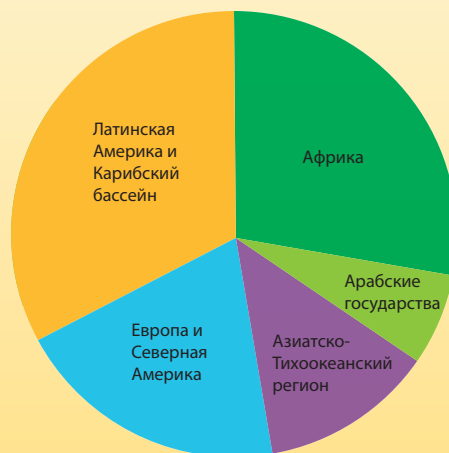 Латинская
Америка и
Карибский
бассейн
Африка
Арабские
государства
Азиатско-
Тихоокеанский
регион
Европа и
Северная
Америка